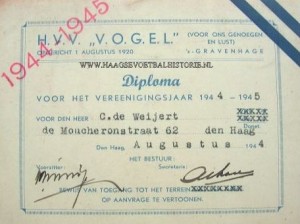 1944-1945
H.V.V. „V.O.G.E.L." (VOOR ONS GENOEGEN EN LUST)
OPGERICHT 1 AUGUSTUS 1920 's-GRAVENHAGE
WWW.HAAGSEVOETBALHISTORIE.NL
Diploma
VOOR HET VEREENIGINGSJAAR 1944 - 1945
VOOR DEN HEER C.de Weijert
de Moucheronstraat 62 den Haag
Den Haag, Augustus 1944
HET BESTUUR
Secretaris
BEWIJS VAN TOEGANG TOT HET TERREIN
OP AANVRAGE TE VERTOONEN.